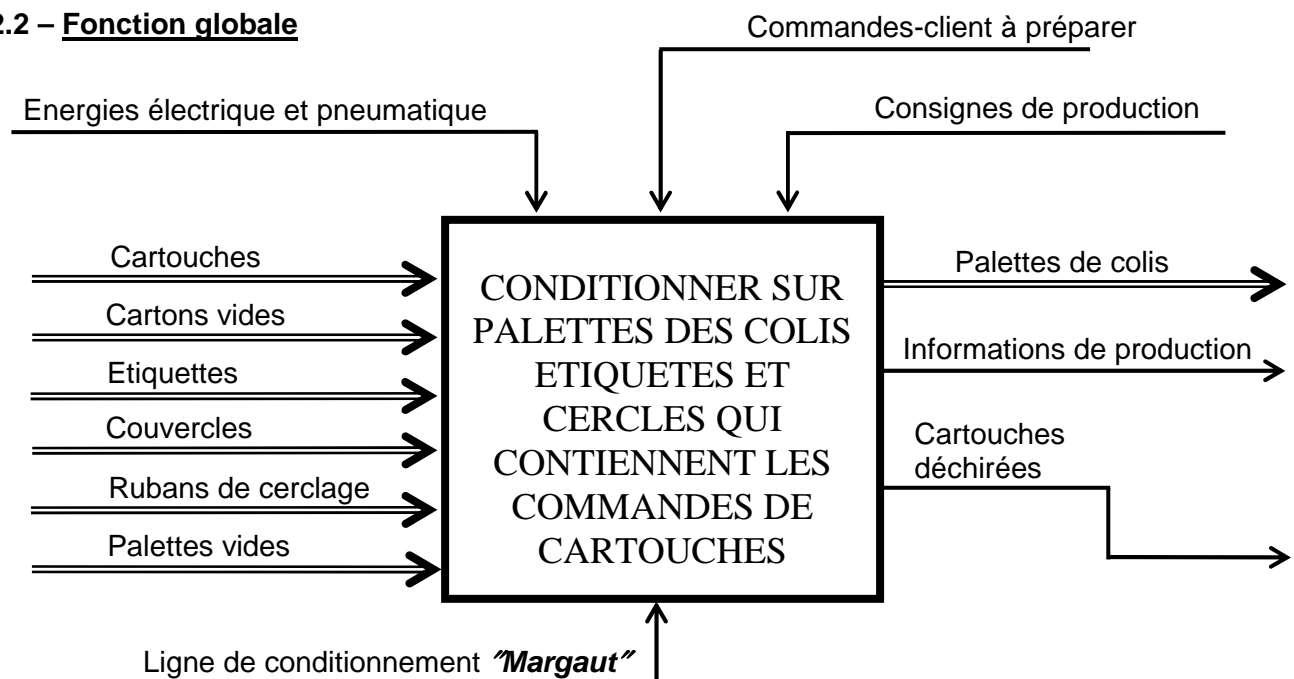 2.2 – Fonction globale
Commandes-client à préparer
Energies électrique et pneumatique
Consignes de production
Cartouches
Cartons vides
Etiquettes
Couvercles
Rubans de cerclage
Palettes vides
CONDITIONNER SUR
PALETTES DES COLIS
ETIQUETES ET
CERCLES QUI
CONTIENNENT LES
COMMANDES DE
CARTOUCHES
Palettes de colis
Informations de production
Cartouches
déchirées
Ligne de conditionnement "Margaut"